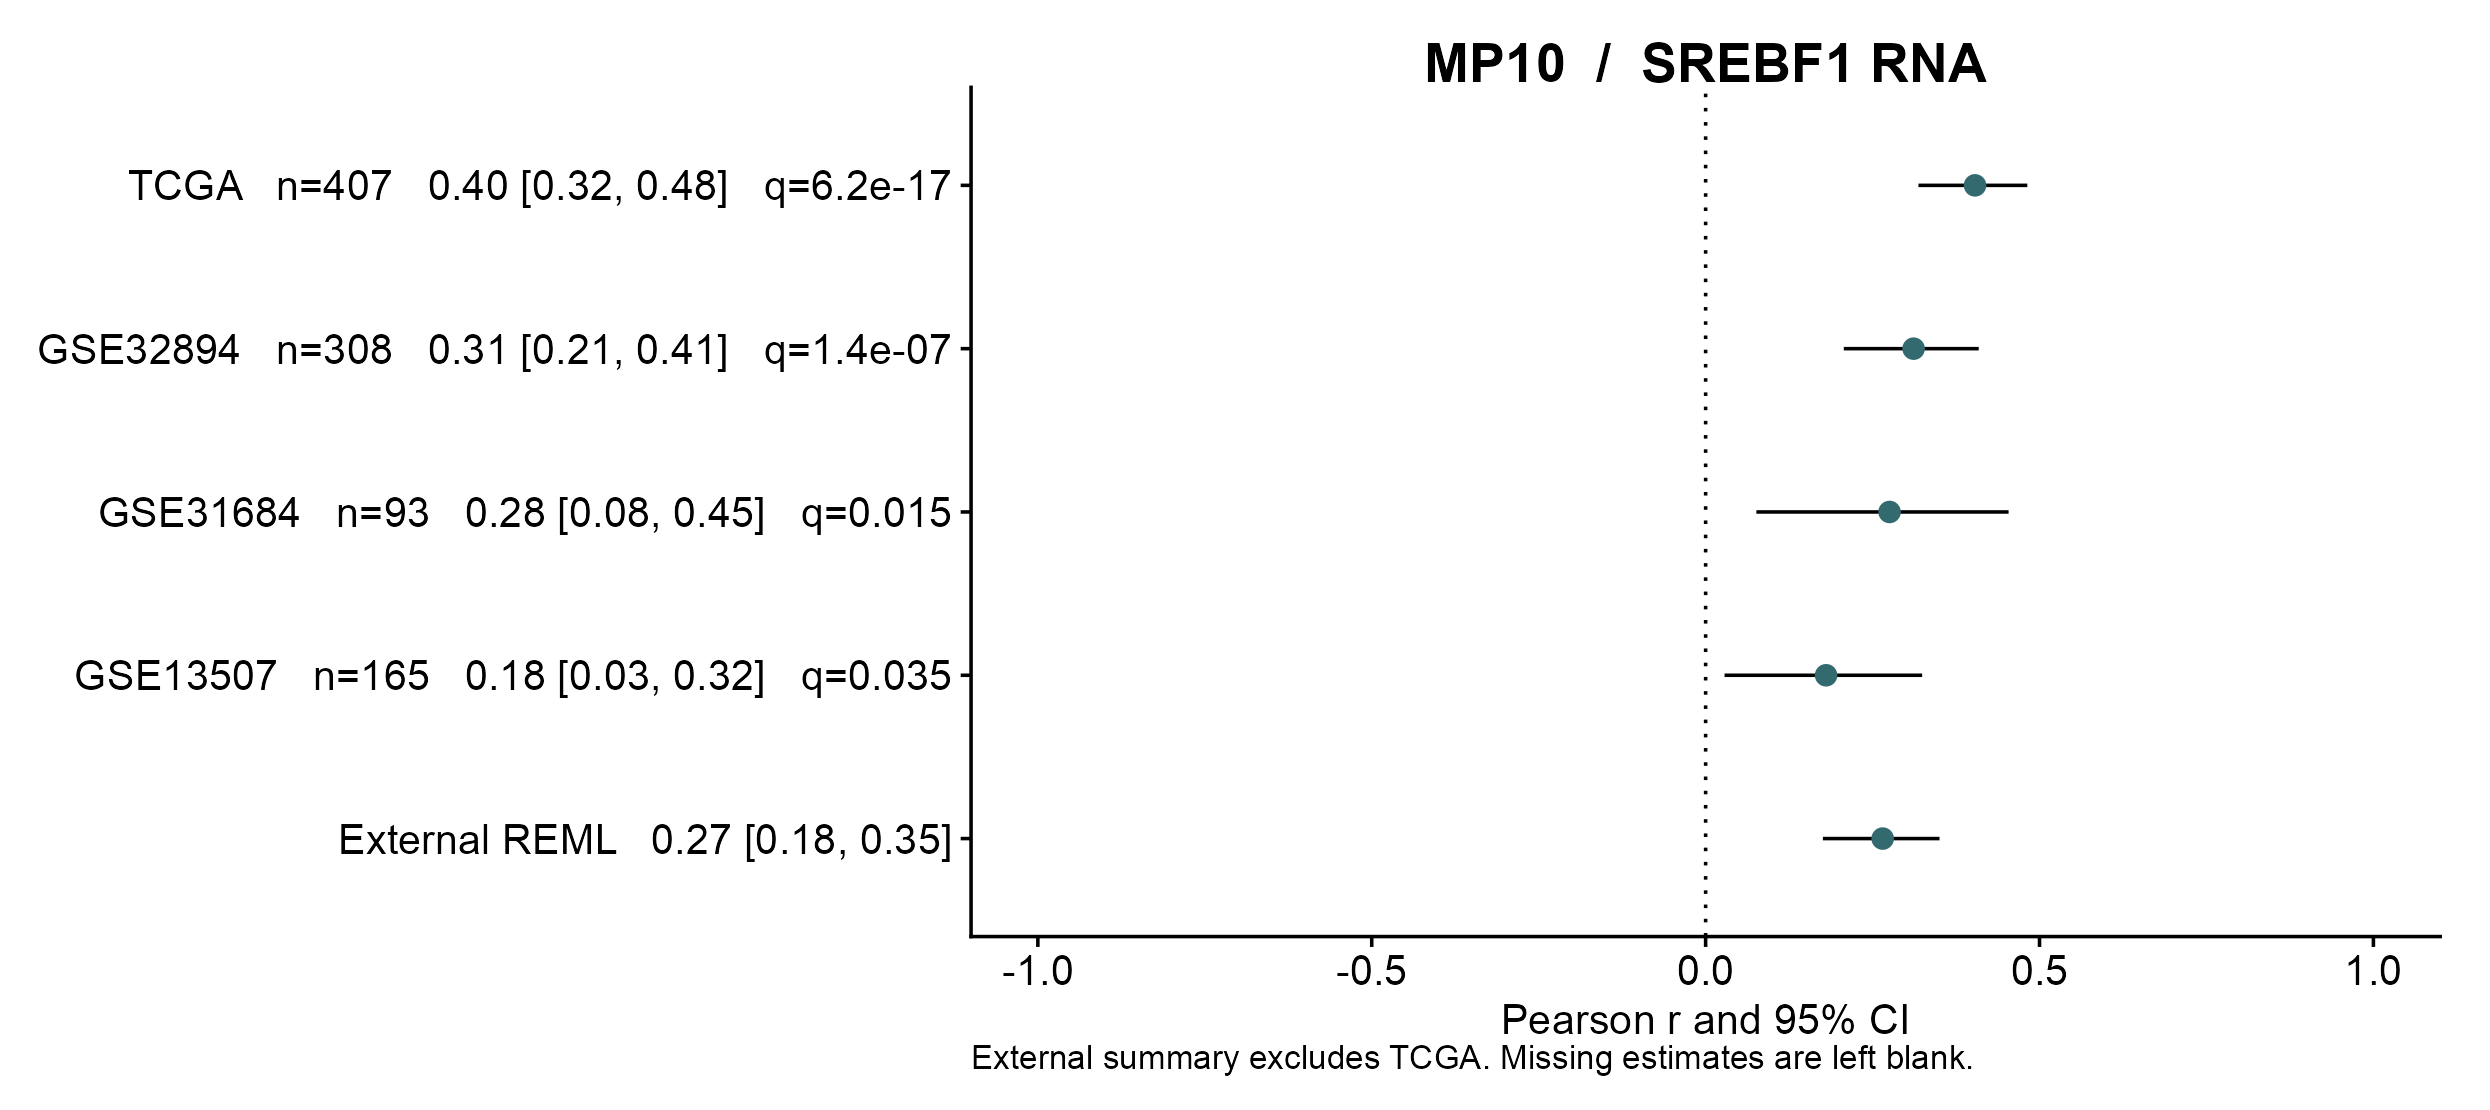 MP10 / SREBF1 RNA
TCGA n=407 0.40 [0.32, 0.48] q=6.2e-17
GSE32894 n=308 0.31 [0.21, 0.41] q=1.4e-07
GSE31684 n=93 0.28 [0.08, 0.45] q=0.015
GSE13507 n=165 0.18 [0.03, 0.32] q=0.035
External REML 0.27 [0.18, 0.35]
-1.0 -0.5 0.0 0.5 1.0
Pearson r and 95% CI
External summary excludes TCGA. Missing estimates are left blank.